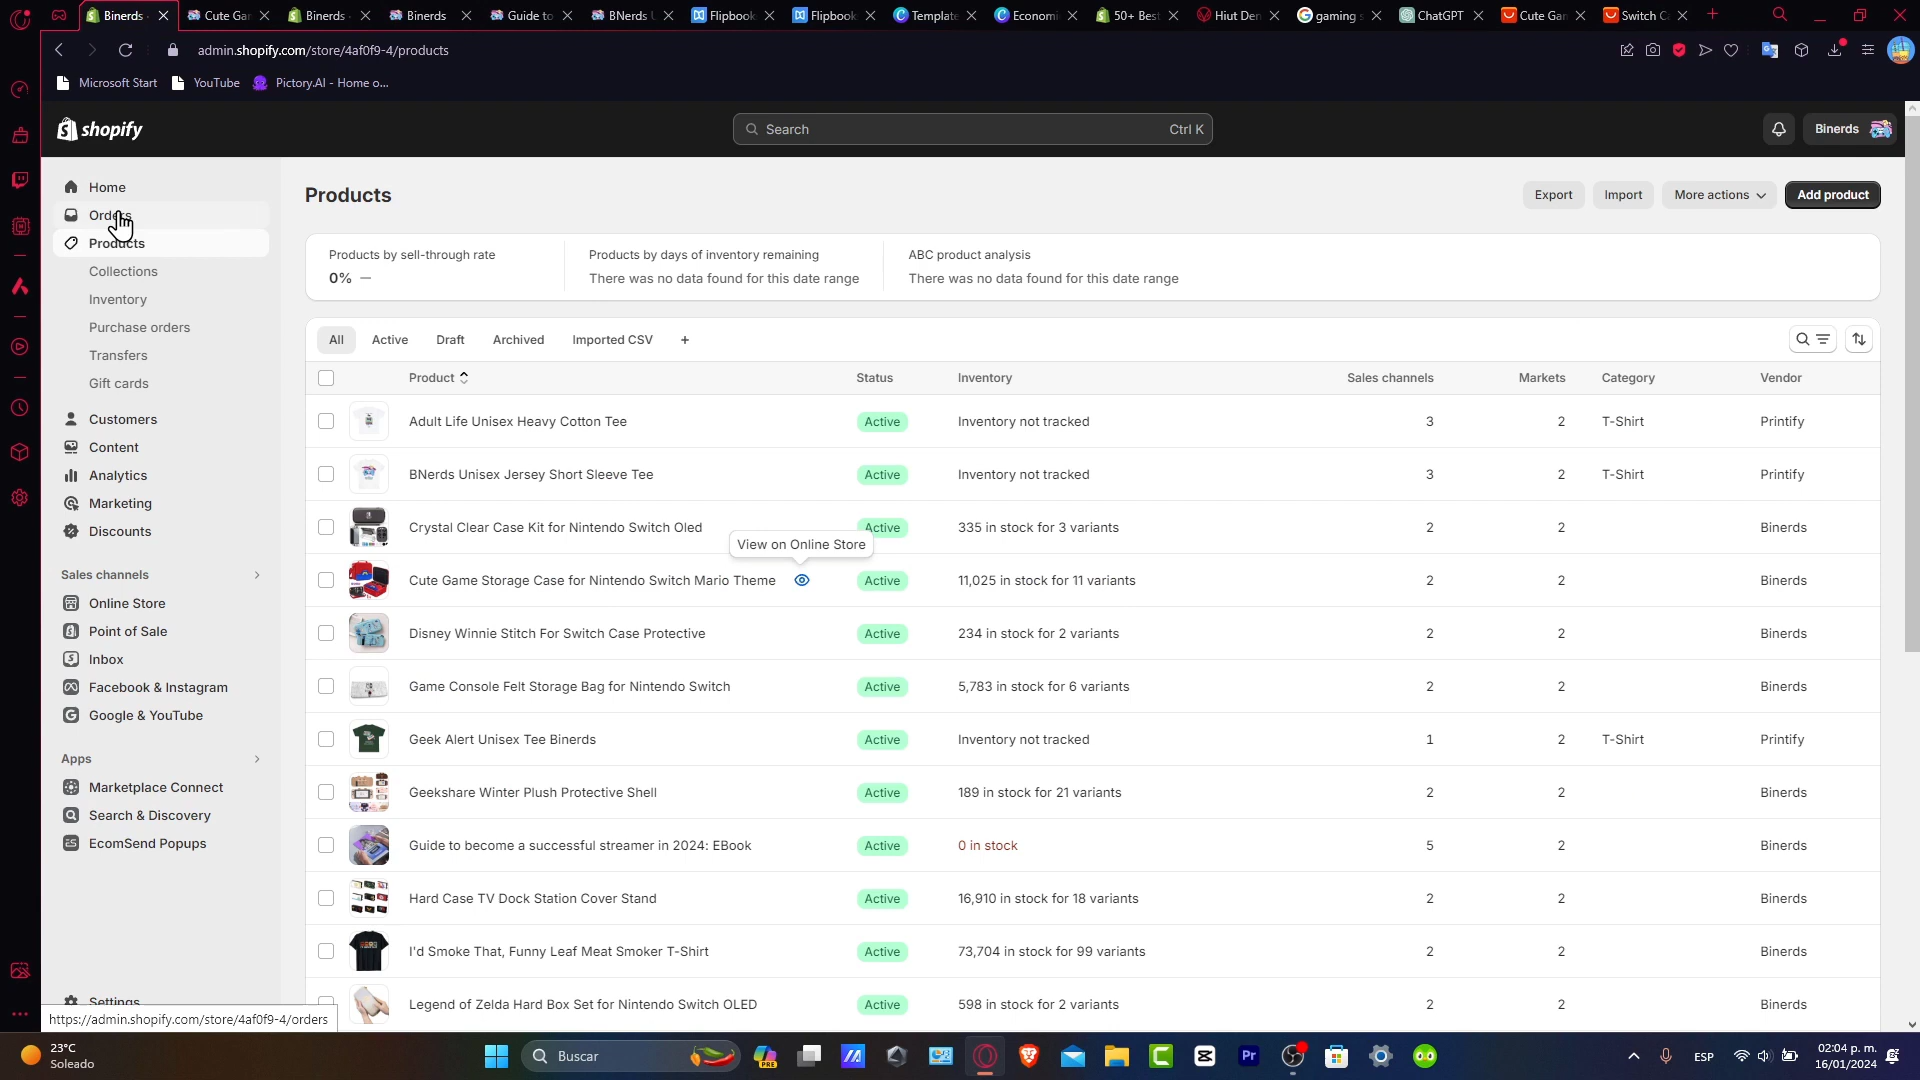 Binerds
Cute Gar
Binerds
Binerds
Guide to
BNerds U
Flipbook
Flipbook
Template
Economi
50+ Best
Hiut Den
gaming s
ChatGPT
Cute Gar
Switch Ca
admin.shopify.com/store/4af0f9-4/products
Microsoft Start
YouTube
Pictory.AI - Home o...
shopify
Search
Ctrl K
Binerds
Home
Orders
Products
Collections
Inventory
Purchase orders
Transfers
Gift cards
Customers
Content
Analytics
Marketing
Discounts
Sales channels
Online Store
Point of Sale
Inbox
Facebook & Instagram
Google & YouTube
Apps
Marketplace Connect
Search & Discovery
EcomSend Popups
Settings
https://admin.shopify.com/store/4af0f9-4/orders
Products
Export
Import
More actions
Add product
Products by sell-through rate
0% —
Products by days of inventory remaining
There was no data found for this date range
ABC product analysis
There was no data found for this date range
All Active Draft Archived Imported CSV +
Product Status Inventory Sales channels Markets Category Vendor
Adult Life Unisex Heavy Cotton Tee Active Inventory not tracked 3 2 T-Shirt Printify
BNerds Unisex Jersey Short Sleeve Tee Active Inventory not tracked 3 2 T-Shirt Printify
Crystal Clear Case Kit for Nintendo Switch Oled Active 335 in stock for 3 variants 2 2 Binerds
View on Online Store
Cute Game Storage Case for Nintendo Switch Mario Theme Active 11,025 in stock for 11 variants 2 2 Binerds
Disney Winnie Stitch For Switch Case Protective Active 234 in stock for 2 variants 2 2 Binerds
Game Console Felt Storage Bag for Nintendo Switch Active 5,783 in stock for 6 variants 2 2 Binerds
Geek Alert Unisex Tee Binerds Active Inventory not tracked 1 2 T-Shirt Printify
Geekshare Winter Plush Protective Shell Active 189 in stock for 21 variants 2 2 Binerds
Guide to become a successful streamer in 2024: EBook Active 0 in stock 5 2 Binerds
Hard Case TV Dock Station Cover Stand Active 16,910 in stock for 18 variants 2 2 Binerds
I'd Smoke That, Funny Leaf Meat Smoker T-Shirt Active 73,704 in stock for 99 variants 2 2 Binerds
Legend of Zelda Hard Box Set for Nintendo Switch OLED Active 598 in stock for 2 variants 2 2 Binerds
23°C
Soleado
Buscar
PRE
Pr
ESP
02:04 p. m.
16/01/2024